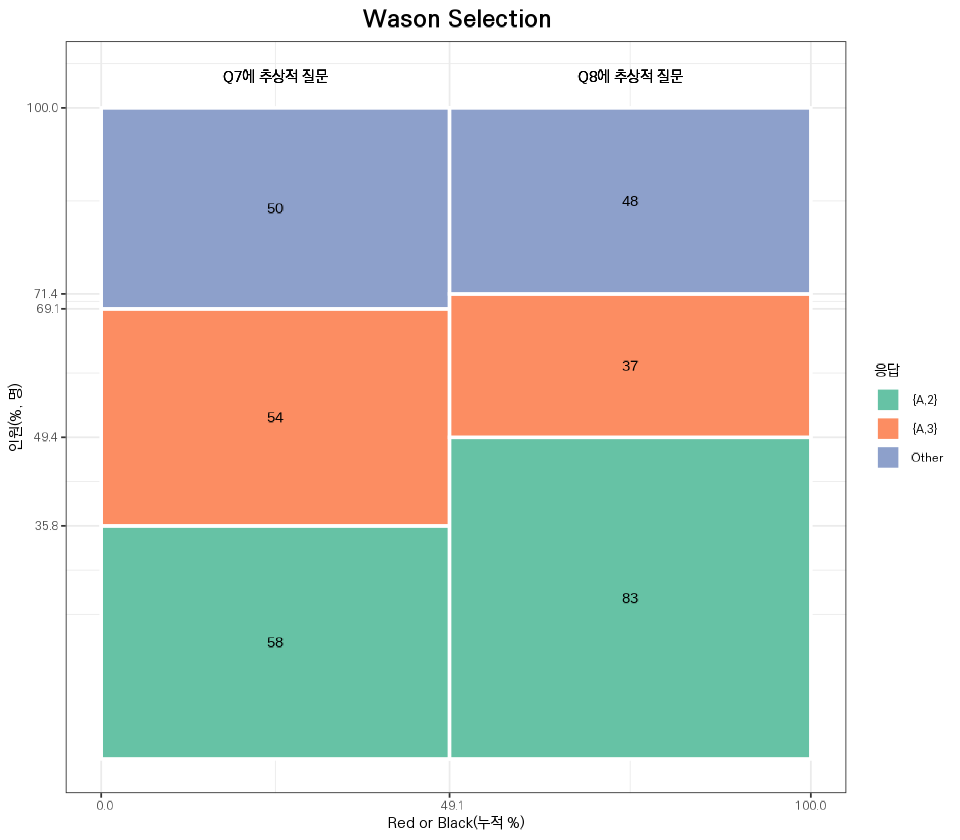 Wason Selection
Q7에 추상적 질문
Q8에 추상적 질문
100.0
71.4
69.1
49.4
35.8
인원(%, 명)
50
48
54
37
58
83
0.0
49.1
100.0
Red or Black(누적 %)
응답
{A,2}
{A,3}
Other